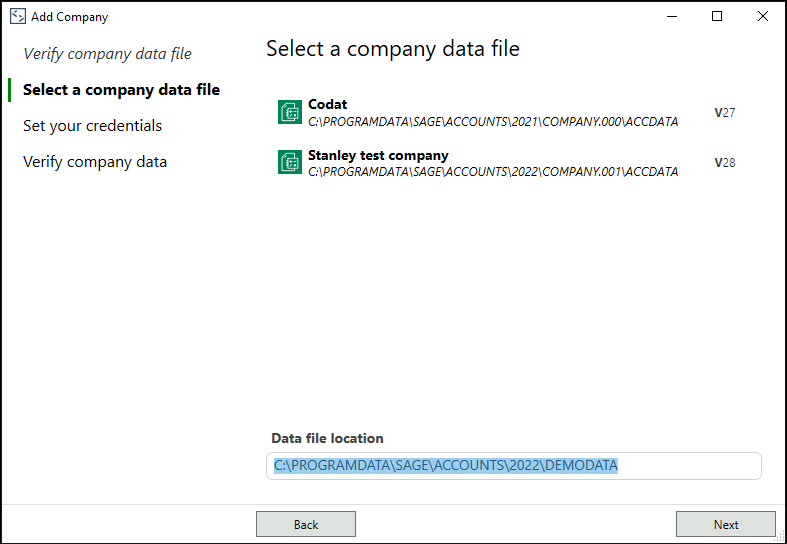 Add Company
Verify company data file
Select a company data file
Set your credentials
Verify company data
Select a company data file
Codat
C:\PROGRAMDATA\SAGE\ACCOUNTS\2021\COMPANY.000\ACCDATA
V27
Stanley test company
C:\PROGRAMDATA\SAGE\ACCOUNTS\2022\COMPANY.001\ACCDATA
V28
Data file location
C:\PROGRAMDATA\SAGE\ACCOUNTS\2022\DEMODATA
Back
Next